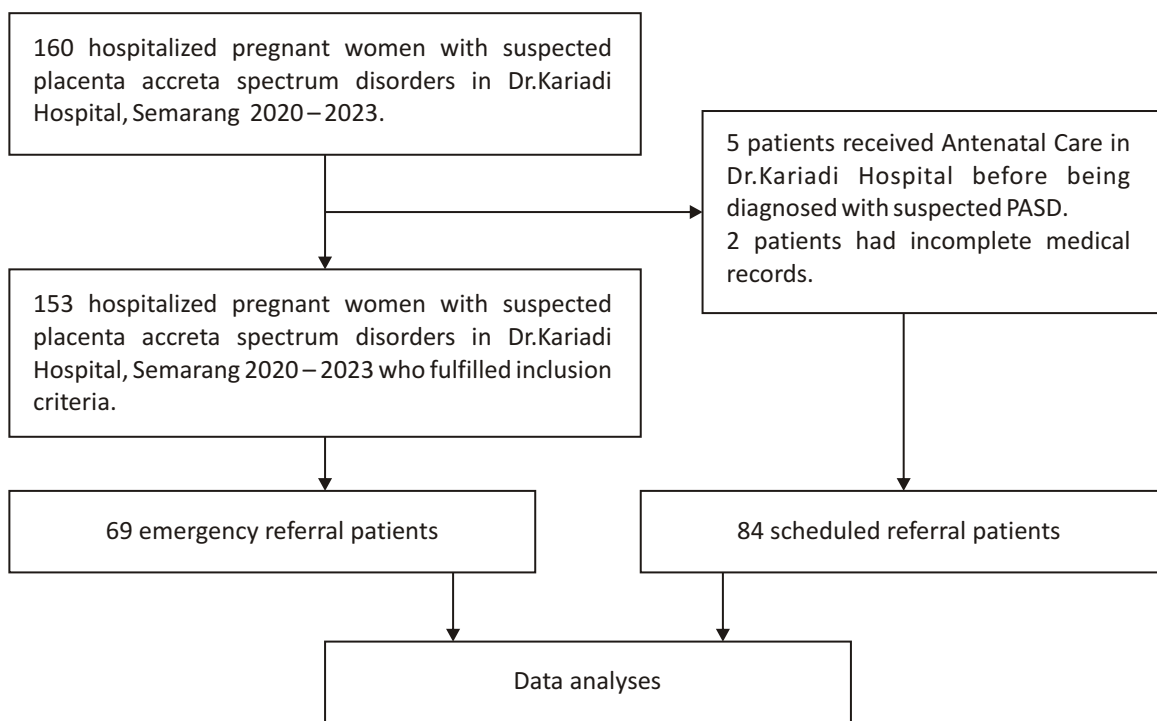 160 hospitalized pregnant women with suspected
placenta accreta spectrum disorders in Dr.Kariadi
Hospital, Semarang 2020 – 2023.
5 patients received Antenatal Care in
Dr.Kariadi Hospital before being
diagnosed with suspected PASD.
2 patients had incomplete medical
records.
153 hospitalized pregnant women with suspected
placenta accreta spectrum disorders in Dr.Kariadi
Hospital, Semarang 2020 – 2023 who fulfilled inclusion
criteria.
69 emergency referral patients
84 scheduled referral patients
Data analyses